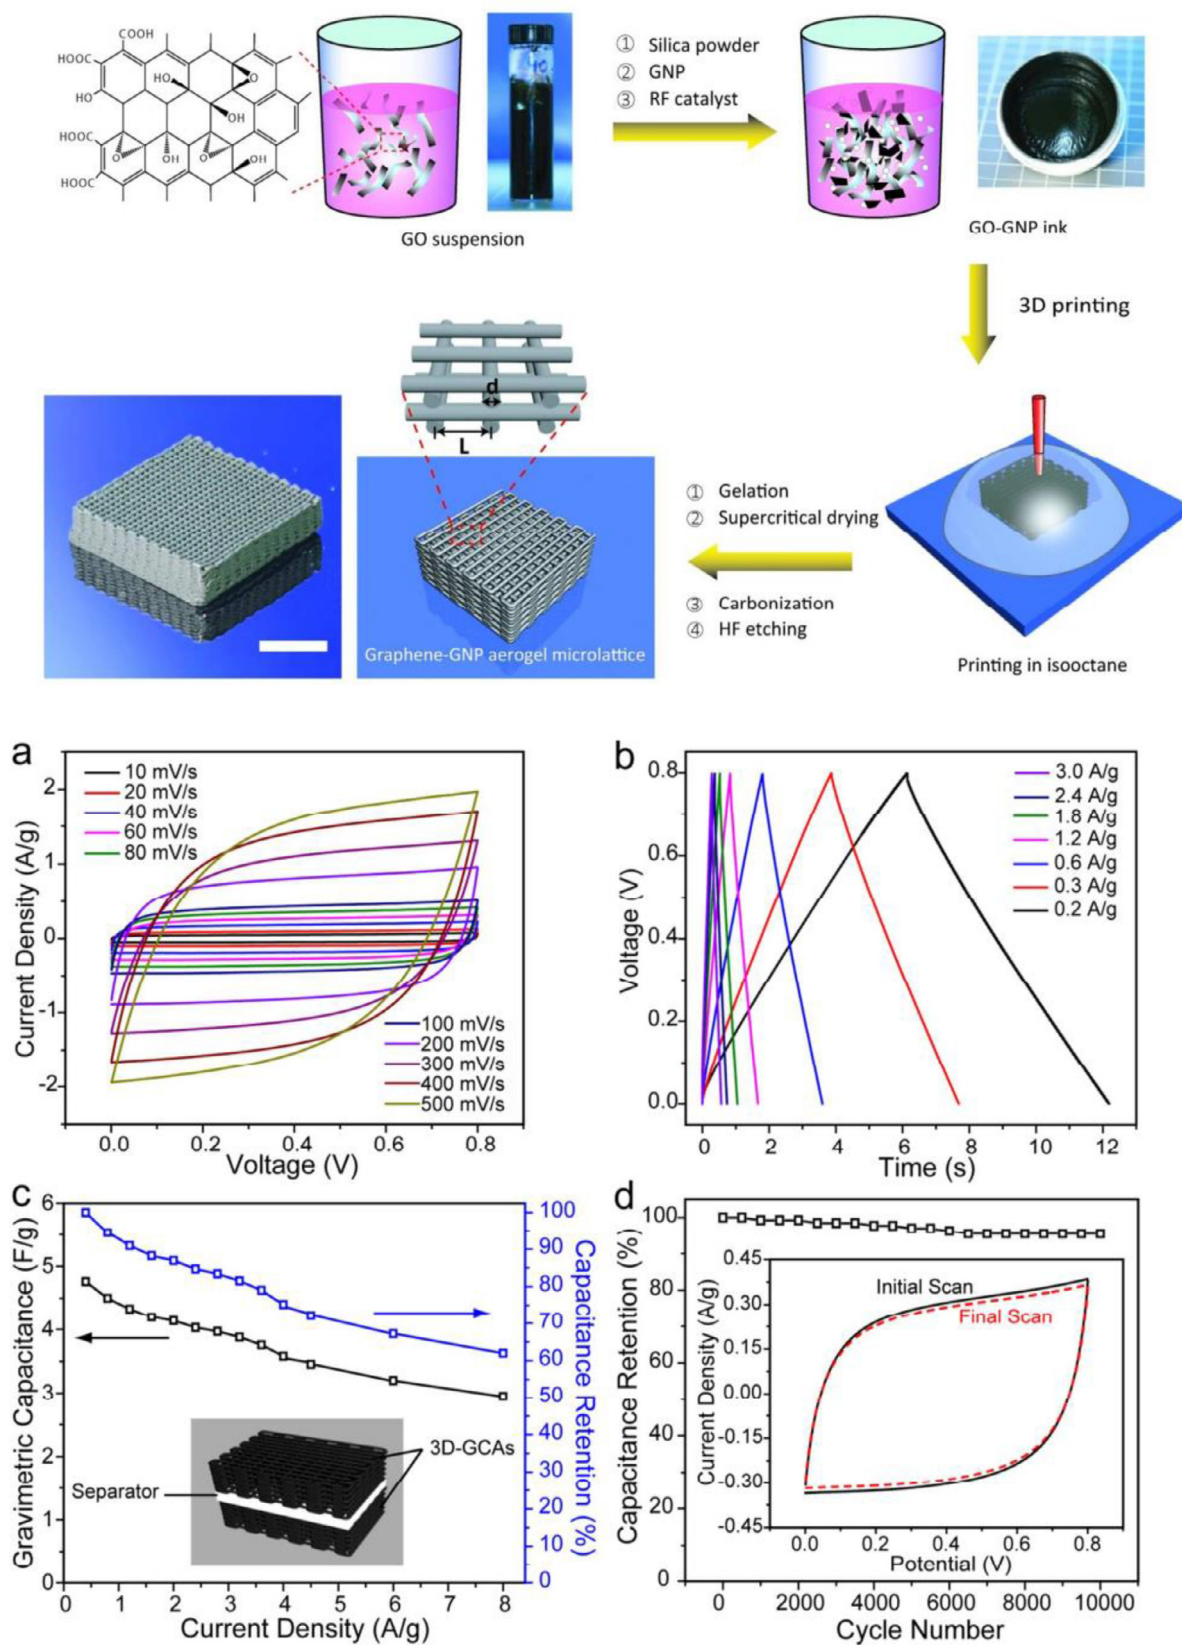 COOH
HOOC
HO
HO
HO
O
OH
HOOC
O
OH
O
OH
HOOC
GO suspension
① Silica powder
② GNP
③ RF catalyst
GO-GNP ink
3D printing
d
L
① Gelation
② Supercritical drying
③ Carbonization
④ HF etching
Graphene-GNP aerogel microlattice
Printing in isooctane
a
Current Density (A/g)
2
1
0
-1
-2
10 mV/s
20 mV/s
40 mV/s
60 mV/s
80 mV/s
100 mV/s
200 mV/s
300 mV/s
400 mV/s
500 mV/s
0.0 0.2 0.4 0.6 0.8
Voltage (V)
b
Voltage (V)
0.8
0.6
0.4
0.2
0.0
3.0 A/g
2.4 A/g
1.8 A/g
1.2 A/g
0.6 A/g
0.3 A/g
0.2 A/g
0 2 4 6 8 10 12
Time (s)
c
Gravimetric Capacitance (F/g)
6
5
4
3
2
1
0
100
90
80
70
60
50
40
30
20
10
0
Capacitance Retention (%)
3D-GCAs
Separator
0 1 2 3 4 5 6 7 8
Current Density (A/g)
d
Capacitance Retention (%)
100
80
60
40
20
0
Current Density (A/g)
0.45
0.30
0.15
0.00
-0.15
-0.30
-0.45
Initial Scan
Final Scan
0.0 0.2 0.4 0.6 0.8
Potential (V)
0 2000 4000 6000 8000 10000
Cycle Number